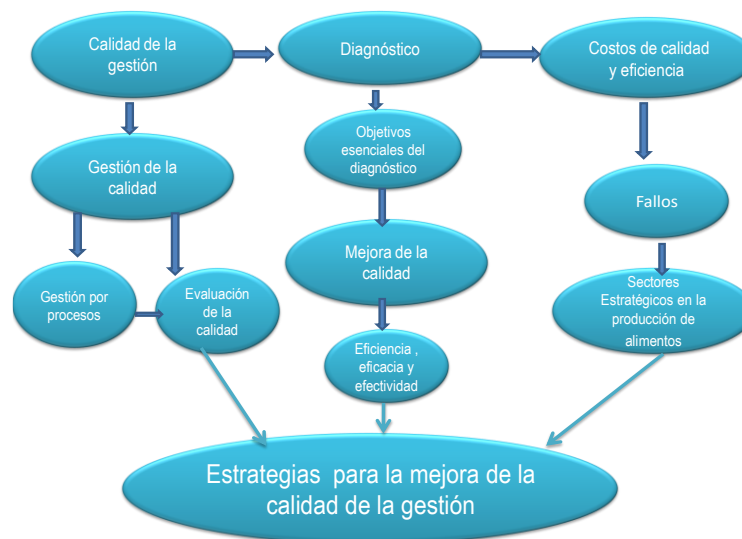 Calidad de la
gestión
Diagnóstico
Costos de calidad
y eficiencia
Gestión de la
calidad
Objetivos
esenciales del
diagnóstico
Fallos
Mejora de la
calidad
Gestión por
procesos
Evaluación
de la
calidad
Sectores
Estratégicos en la
producción de
alimentos
Eficiencia ,
eficacia y
efectividad
Estrategias para la mejora de la
calidad de la gestión